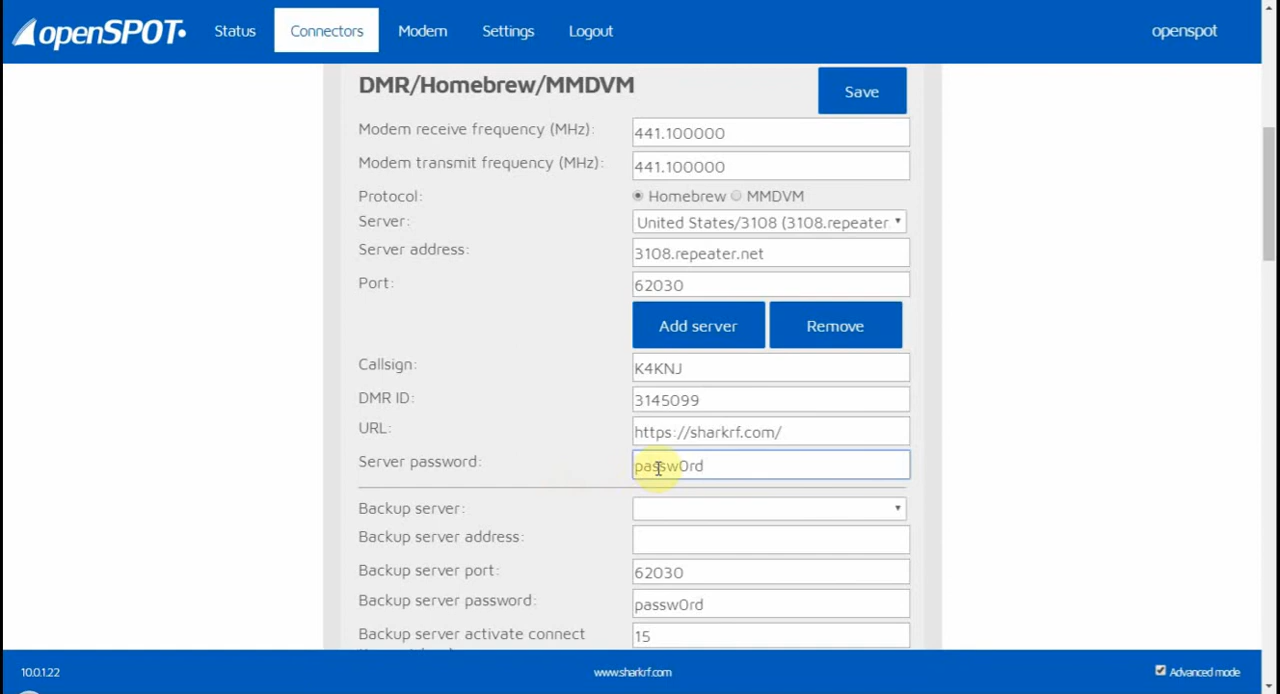 openSPOT Status Connectors Modem Settings Logout openspot
DMR/Homebrew/MMDVM Save
Modem receive frequency (MHz): 441.100000
Modem transmit frequency (MHz): 441.100000
Protocol: Homebrew MMDVM
Server: United States/3108 (3108.repeater
Server address: 3108.repeater.net
Port: 62030
Add server Remove
Callsign: K4KNJ
DMR ID: 3145099
URL: https://sharkrf.com/
Server password: passw0rd
Backup server:
Backup server address:
Backup server port: 62030
Backup server password: passw0rd
Backup server activate connect 15
10.0.1.22 www.sharkrf.com Advanced mode